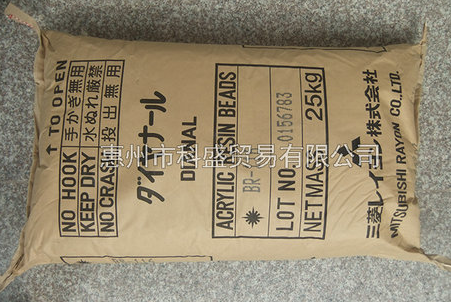 ↑ TO OPEN
NO HOOK 手かぎ無用
KEEP DRY 水ぬれ厳禁
NO CRASH 投出無用
ダイヤナール
DIANAL
ACRYLIC RESIN BEADS
LOT NO
NET MASS 25kg
三菱レイヨン株式会社
MITSUBISHI RAYON CO.,LTD.
惠州市科盛贸易有限公司